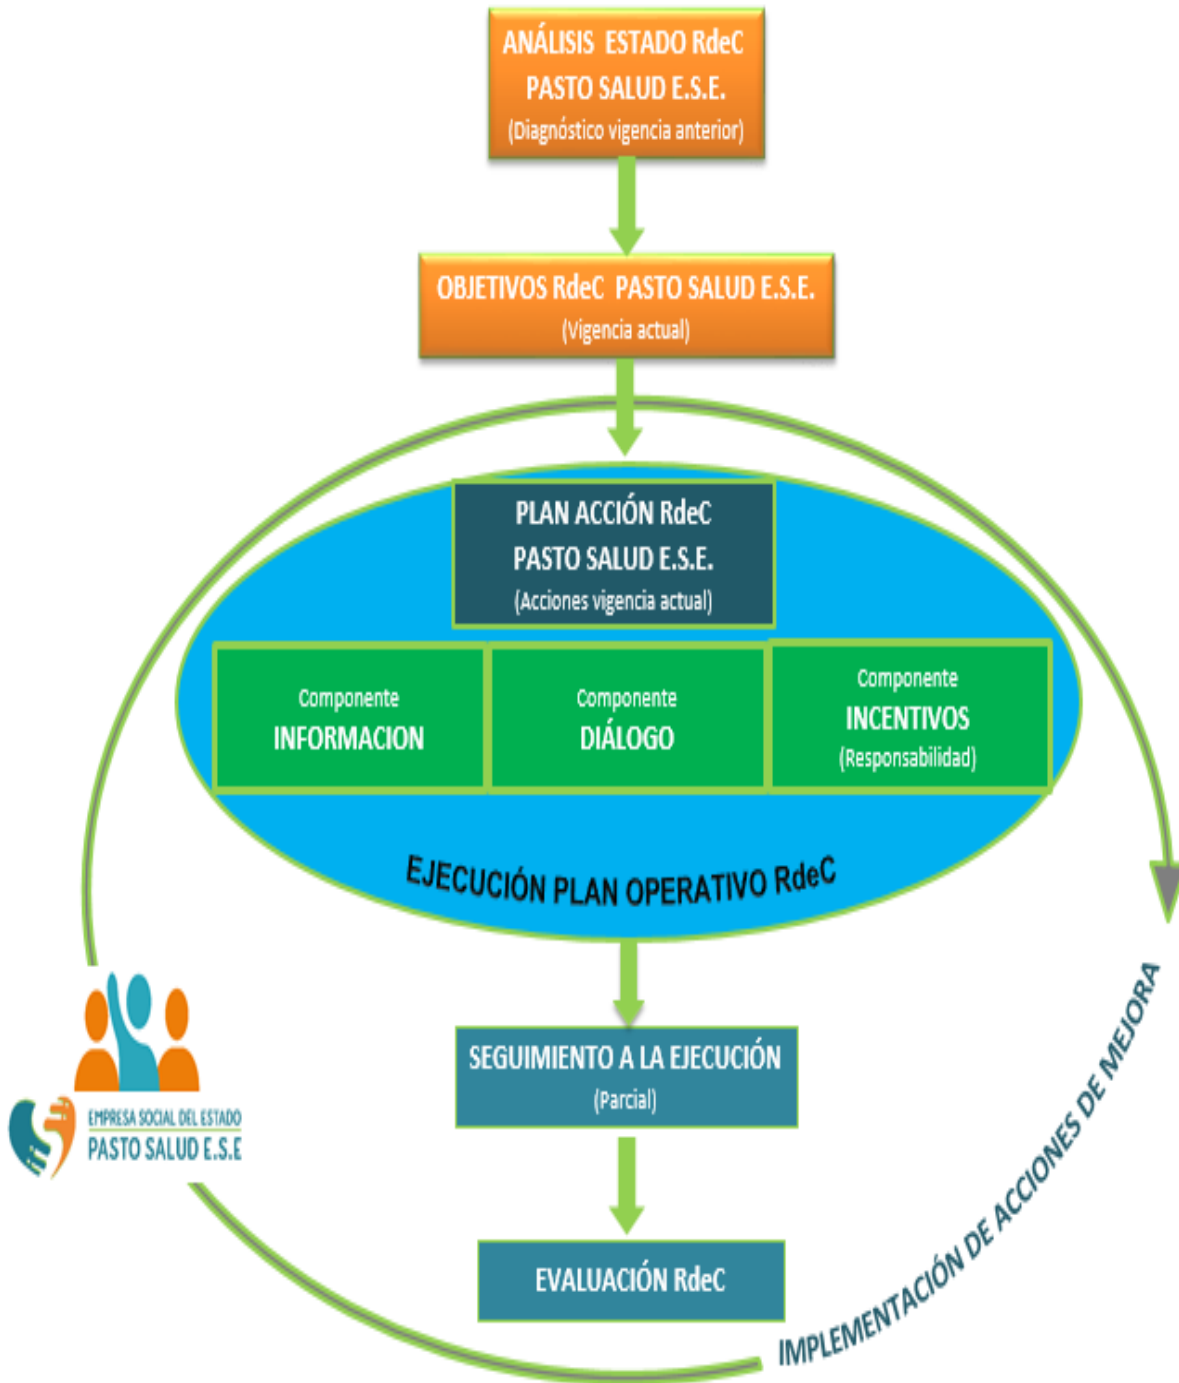 ANÁLISIS ESTADO RdeC
PASTO SALUD E.S.E.
(Diagnóstico vigencia anterior)
OBJETIVOS RdeC PASTO SALUD E.S.E.
(Vigencia actual)
PLAN ACCIÓN RdeC
PASTO SALUD E.S.E.
(Acciones vigencia actual)
Componente
INFORMACION
Componente
DIÁLOGO
Componente
INCENTIVOS
(Responsabilidad)
EJECUCIÓN PLAN OPERATIVO RdeC
SEGUIMIENTO A LA EJECUCIÓN
(Parcial)
EMPRESA SOCIAL DEL ESTADO
PASTO SALUD E.S.E
EVALUACIÓN RdeC
IMPLEMENTACIÓN DE ACCIONES DE MEJORA